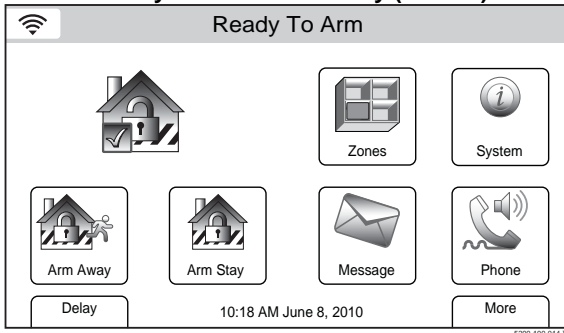 Ready To Arm
Zones
System
Arm Away
Arm Stay
Message
Phone
Delay
10:18 AM June 8, 2010
More